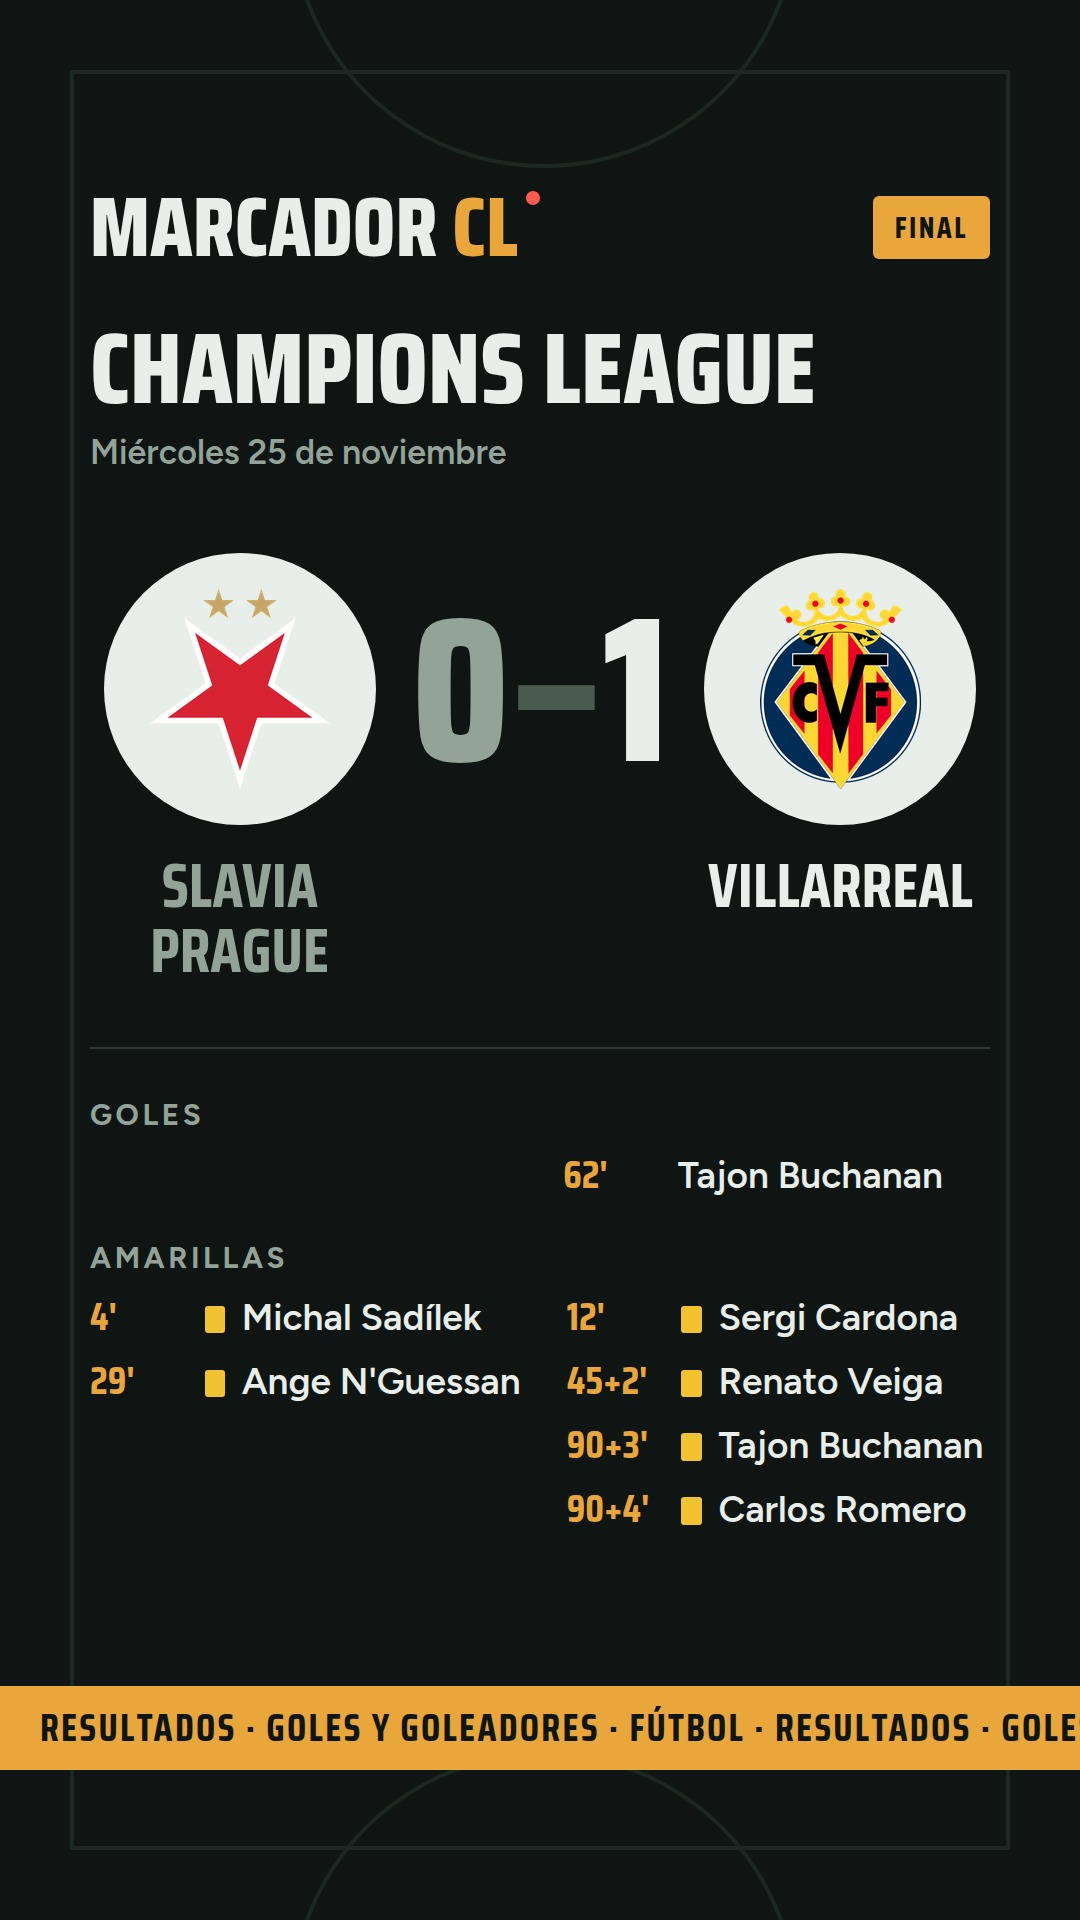 MARCADOR CL
FINAL
CHAMPIONS LEAGUE
Miércoles 25 de noviembre
0–1
CVF
SLAVIA
PRAGUE
VILLARREAL
GOLES
62' Tajon Buchanan
AMARILLAS
4' Michal Sadílek
12' Sergi Cardona
29' Ange N'Guessan
45+2' Renato Veiga
90+3' Tajon Buchanan
90+4' Carlos Romero
RESULTADOS · GOLES Y GOLEADORES · FÚTBOL · RESULTADOS · GOLES